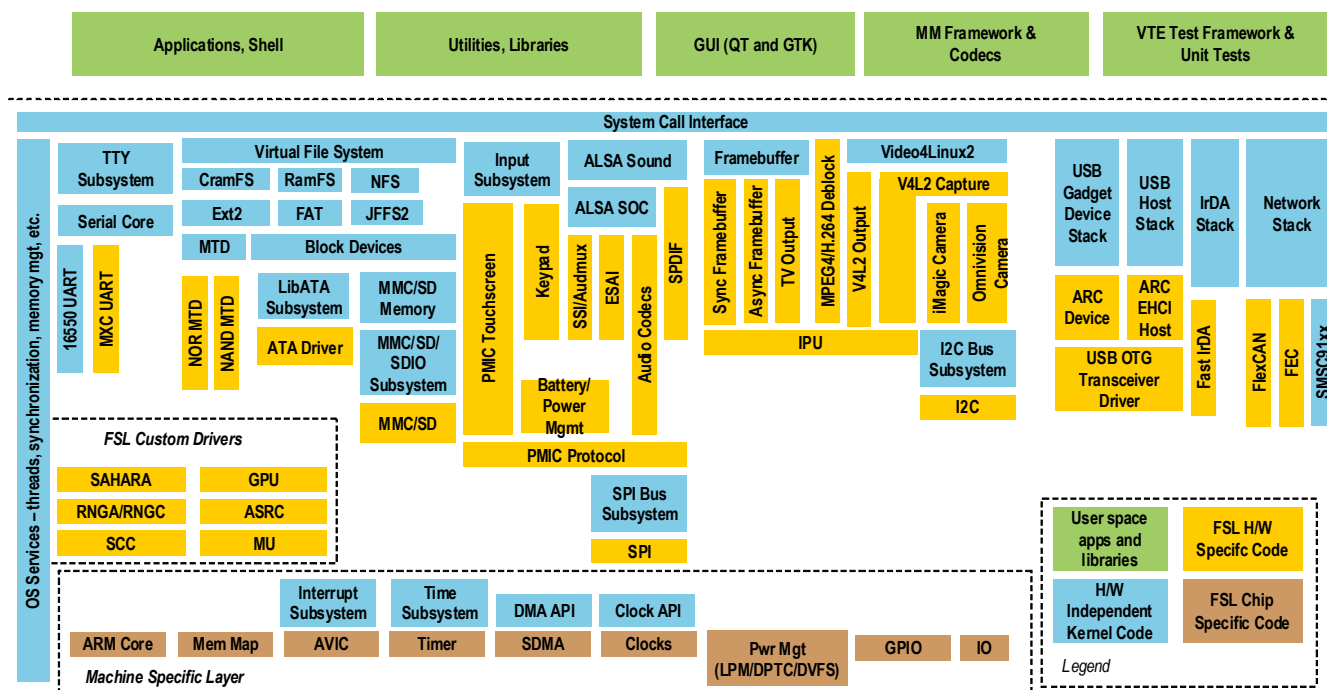 Applications, Shell
Utilities, Libraries
GUI (QT and GTK)
MM Framework &
Codecs
VTE Test Framework &
Unit Tests
System Call Interface
OS Services – threads, synchronization, memory mgt, etc.
TTY
Subsystem
Serial Core
16550 UART
MXC UART
Virtual File System
CramFS
RamFS
NFS
Ext2
FAT
JFFS2
MTD
Block Devices
NOR MTD
NAND MTD
LibATA
Subsystem
ATA Driver
MMC/SD
Memory
MMC/SD/
SDIO
Subsystem
MMC/SD
Input
Subsystem
PMIC Touchscreen
Keypad
ALSA Sound
ALSA SOC
SSI/Audmux
ESAI
Audio Codecs
SPDIF
Battery/
Power
Mgmt
PMIC Protocol
SPI Bus
Subsystem
SPI
Framebuffer
Sync Framebuffer
Async Framebuffer
TV Output
MPEG4/H.264 Deblock
Video4Linux2
V4L2 Output
V4L2 Capture
iMagic Camera
Omnivision
Camera
IPU
I2C Bus
Subsystem
I2C
USB
Gadget
Device
Stack
USB
Host
Stack
IrDA
Stack
Network
Stack
ARC
Device
ARC
EHCI
Host
USB OTG
Transceiver
Driver
Fast IrDA
FlexCAN
FEC
SMSC91xx
FSL Custom Drivers
SAHARA
GPU
RNGA/RNGC
ASRC
SCC
MU
Interrupt
Subsystem
Time
Subsystem
DMA API
Clock API
ARM Core
Mem Map
AVIC
Timer
SDMA
Clocks
Pwr Mgt
(LPM/DPTC/DVFS)
GPIO
IO
Machine Specific Layer
User space
apps and
libraries
FSL H/W
Specifc Code
H/W
Independent
Kernel Code
FSL Chip
Specific Code
Legend